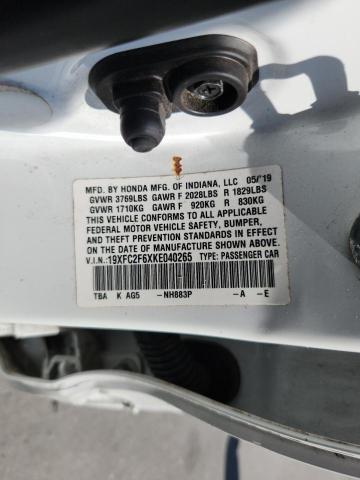 MFD. BY HONDA MFG. OF INDIANA, LLC 05/19
GVWR 3769LBS GAWR F 2028LBS R 1829LBS
GVWR 1710KG GAWR F 920KG R 830KG
THIS VEHICLE CONFORMS TO ALL APPLICABLE
FEDERAL MOTOR VEHICLE SAFETY, BUMPER,
AND THEFT PREVENTION STANDARDS IN EFFECT
ON THE DATE OF MANUFACTURE SHOWN ABOVE.
V.I.N.:19XFC2F6XKE040265 TYPE: PASSENGER CAR
TBA K AG5 -NH883P -A -E